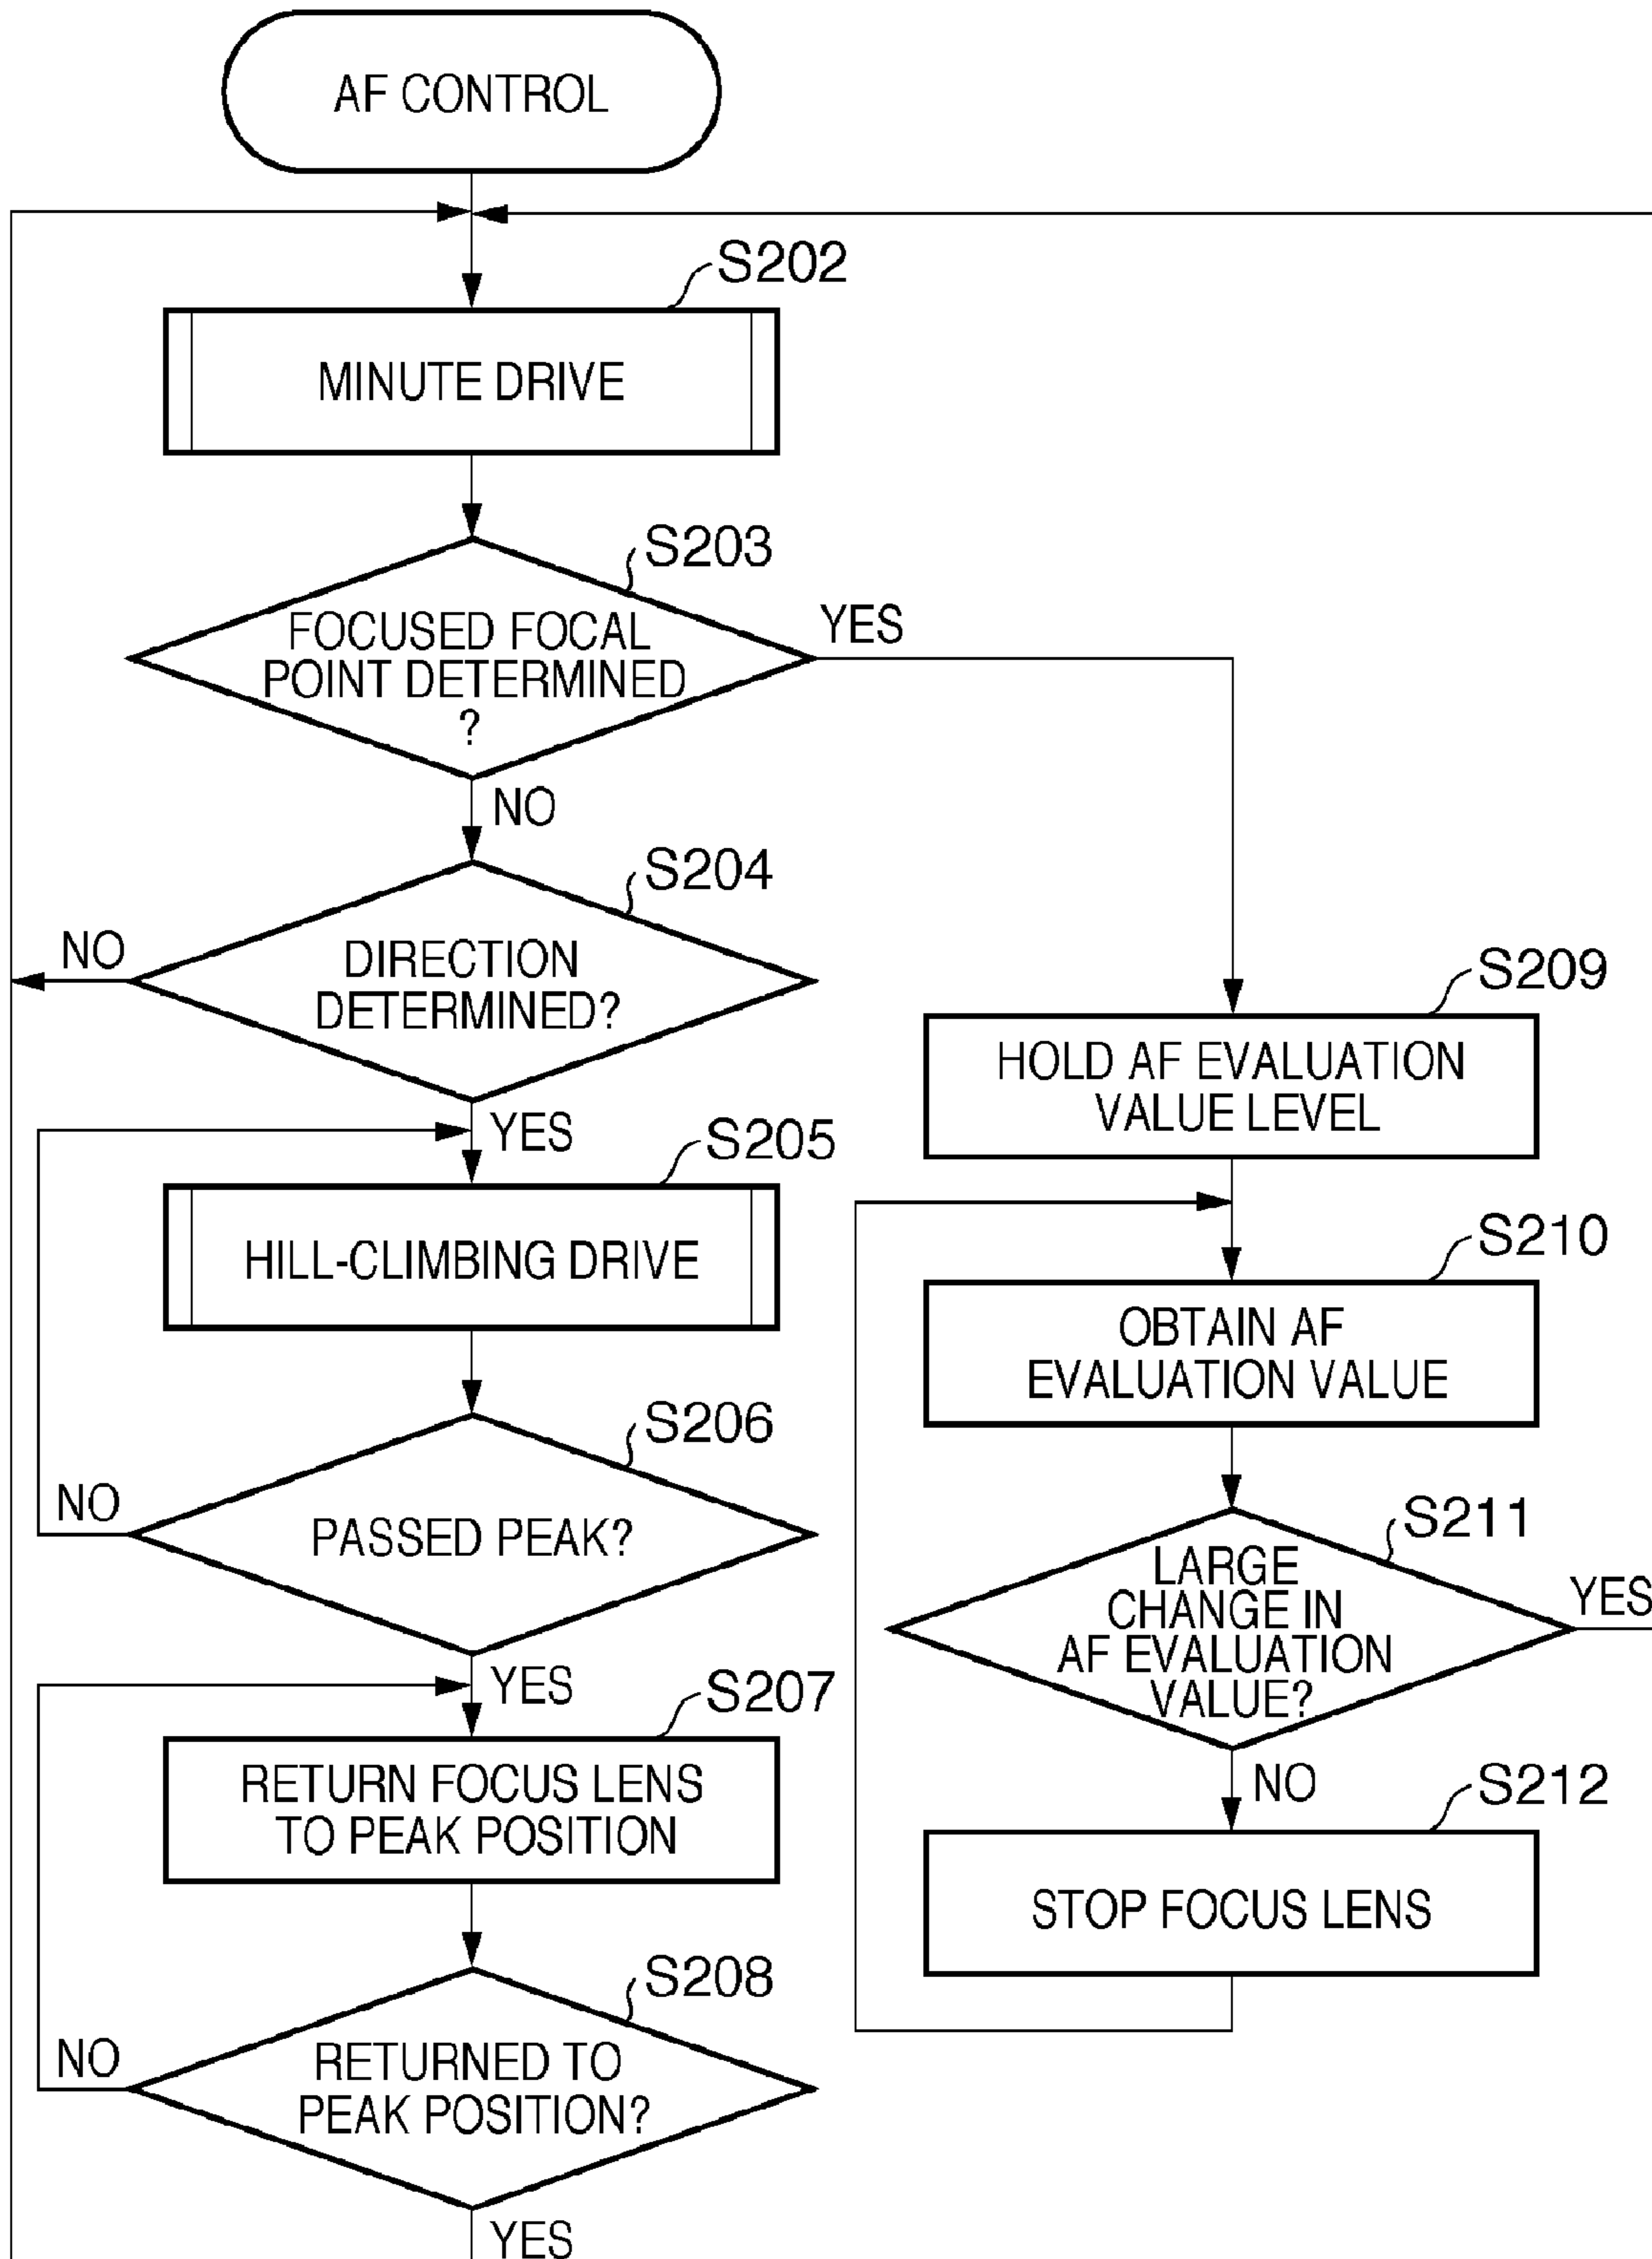 AF CONTROL
S202
MINUTE DRIVE
S203
FOCUSED FOCAL
POINT DETERMINED
?
YES
NO
S204
DIRECTION
DETERMINED?
NO
YES
S205
HILL-CLIMBING DRIVE
S206
PASSED PEAK?
NO
YES
S207
RETURN FOCUS LENS
TO PEAK POSITION
S208
RETURNED TO
PEAK POSITION?
NO
YES
S209
HOLD AF EVALUATION
VALUE LEVEL
S210
OBTAIN AF
EVALUATION VALUE
S211
LARGE
CHANGE IN
AF EVALUATION
VALUE?
YES
NO
S212
STOP FOCUS LENS